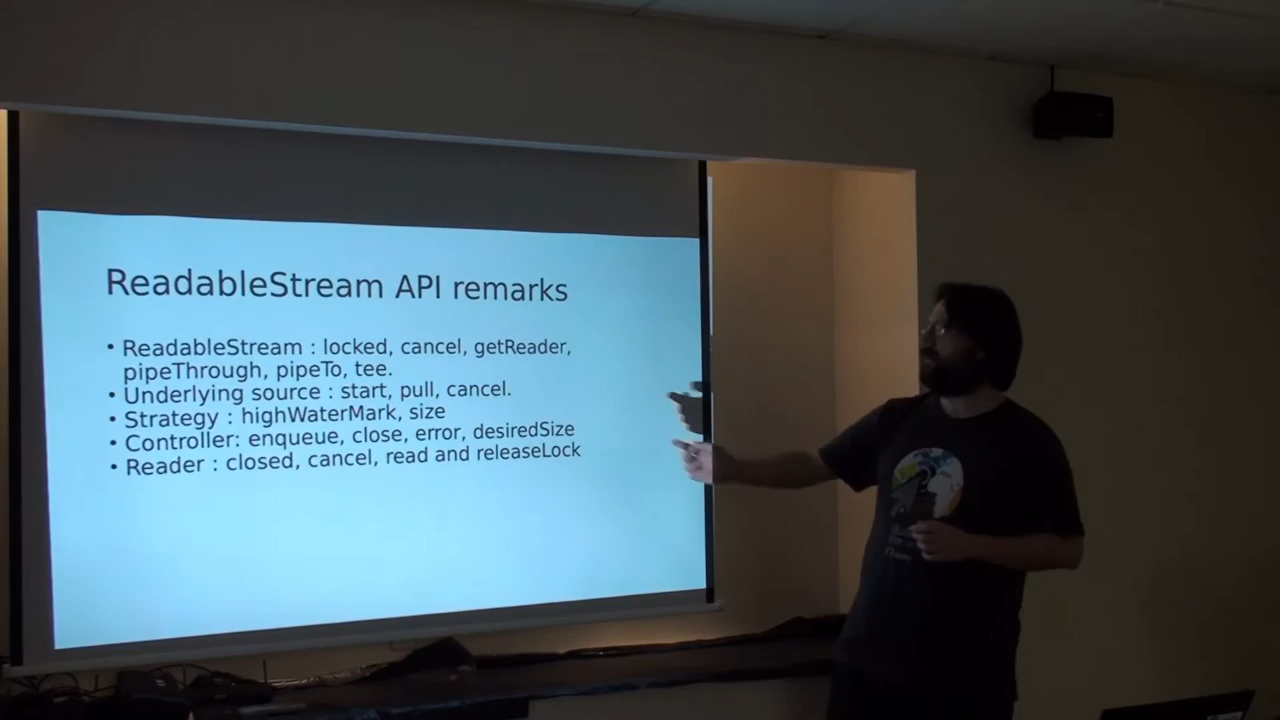 ReadableStream API remarks
• ReadableStream : locked, cancel, getReader,
pipeThrough, pipeTo, tee.
• Underlying source : start, pull, cancel.
• Strategy : highWaterMark, size
• Controller: enqueue, close, error, desiredSize
• Reader : closed, cancel, read and releaseLock